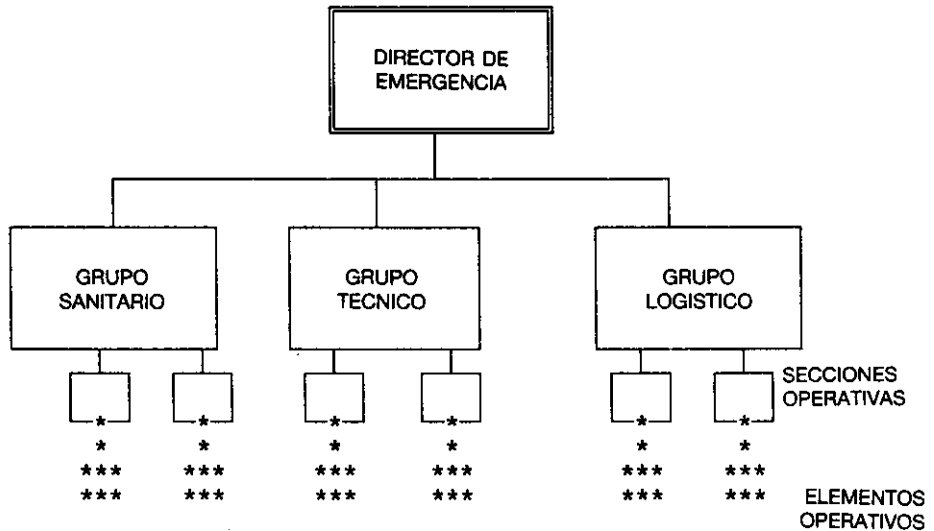 DIRECTOR DE
EMERGENCIA
GRUPO
SANITARIO
GRUPO
TECNICO
GRUPO
LOGISTICO
SECCIONES
OPERATIVAS
* * * * * *
* * * * * *
*** *** *** *** *** ***
*** *** *** *** *** ***
ELEMENTOS
OPERATIVOS